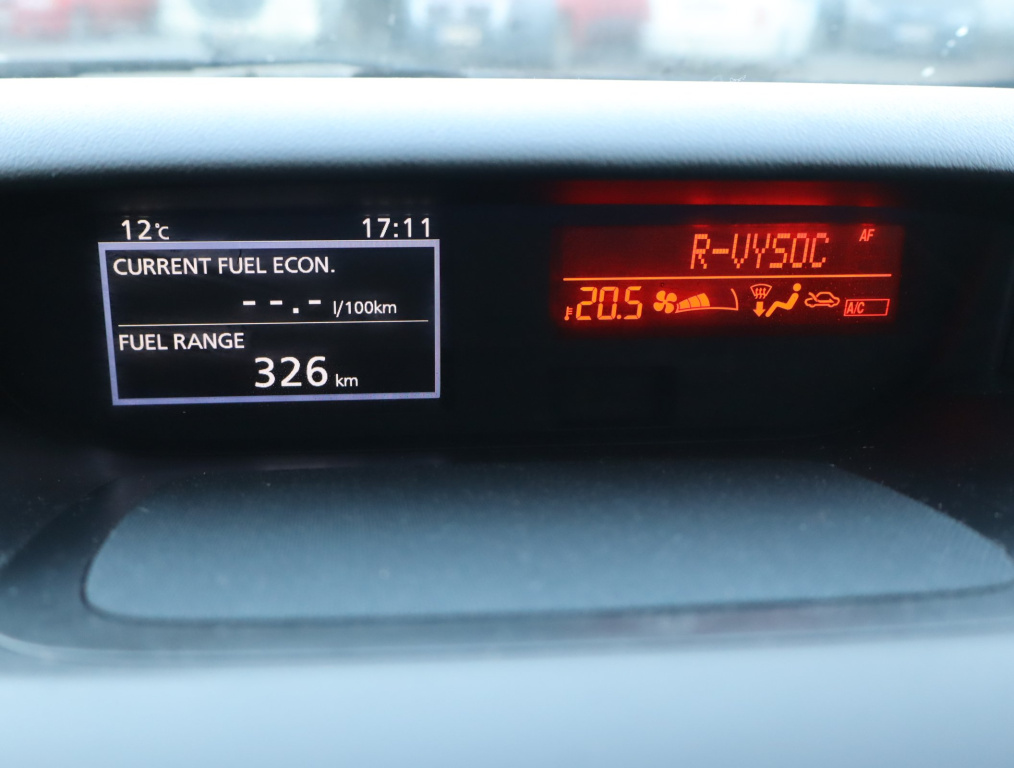 12°C 17:11
CURRENT FUEL ECON.
--.- l/100km
FUEL RANGE
326 km
AF
R-VYSOC
20.5
A/C